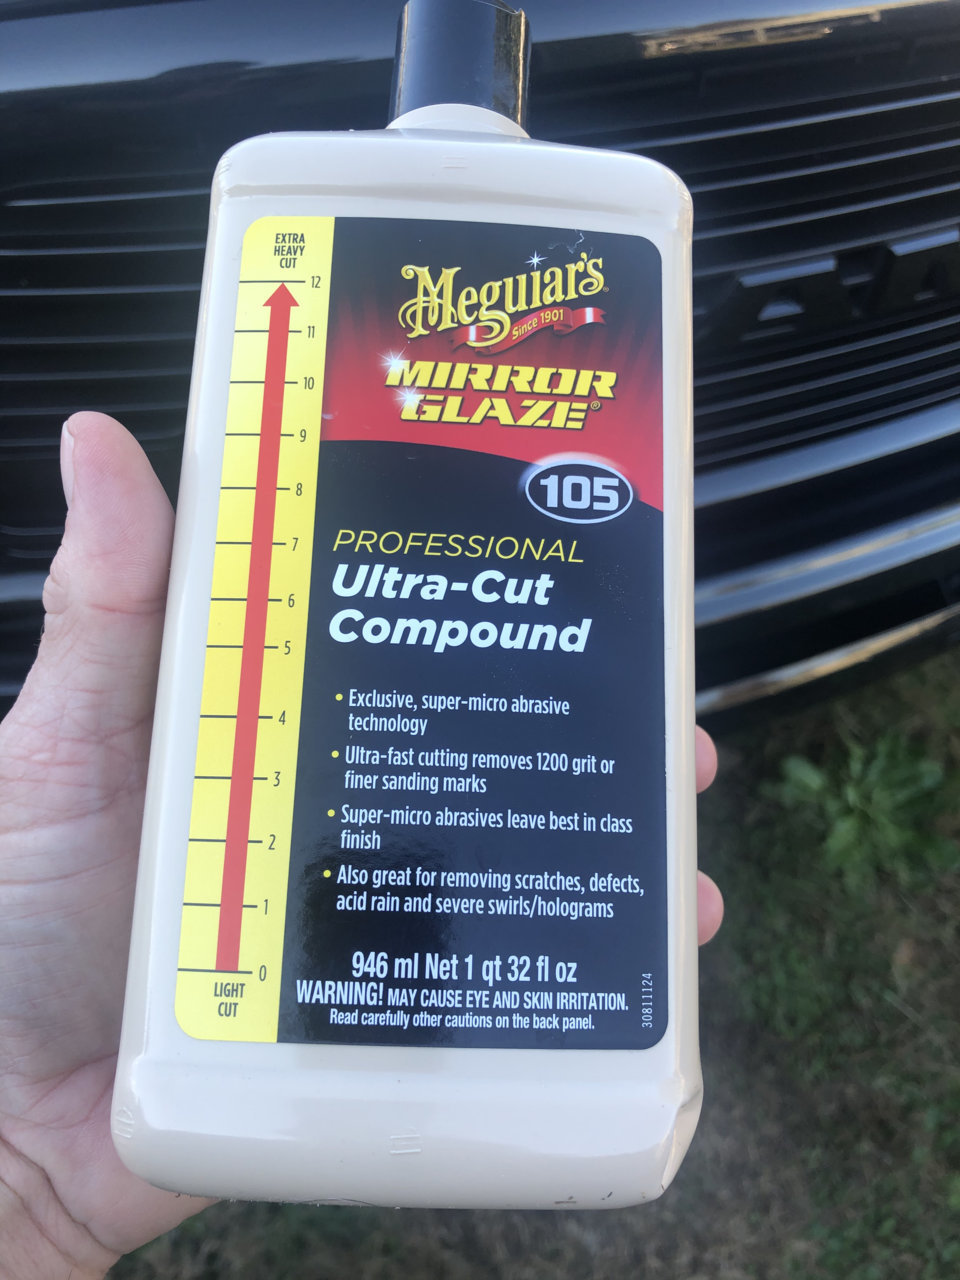 EXTRA
HEAVY
CUT
12
11
10
9
8
7
6
5
4
3
2
1
0
LIGHT
CUT
Meguiar's
Since 1901
MIRROR
GLAZE®
105
PROFESSIONAL
Ultra-Cut
Compound
• Exclusive, super-micro abrasive
technology
• Ultra-fast cutting removes 1200 grit or
finer sanding marks
• Super-micro abrasives leave best in class
finish
• Also great for removing scratches, defects,
acid rain and severe swirls/holograms
946 ml Net 1 qt 32 fl oz
WARNING! MAY CAUSE EYE AND SKIN IRRITATION.
Read carefully other cautions on the back panel.
30811124